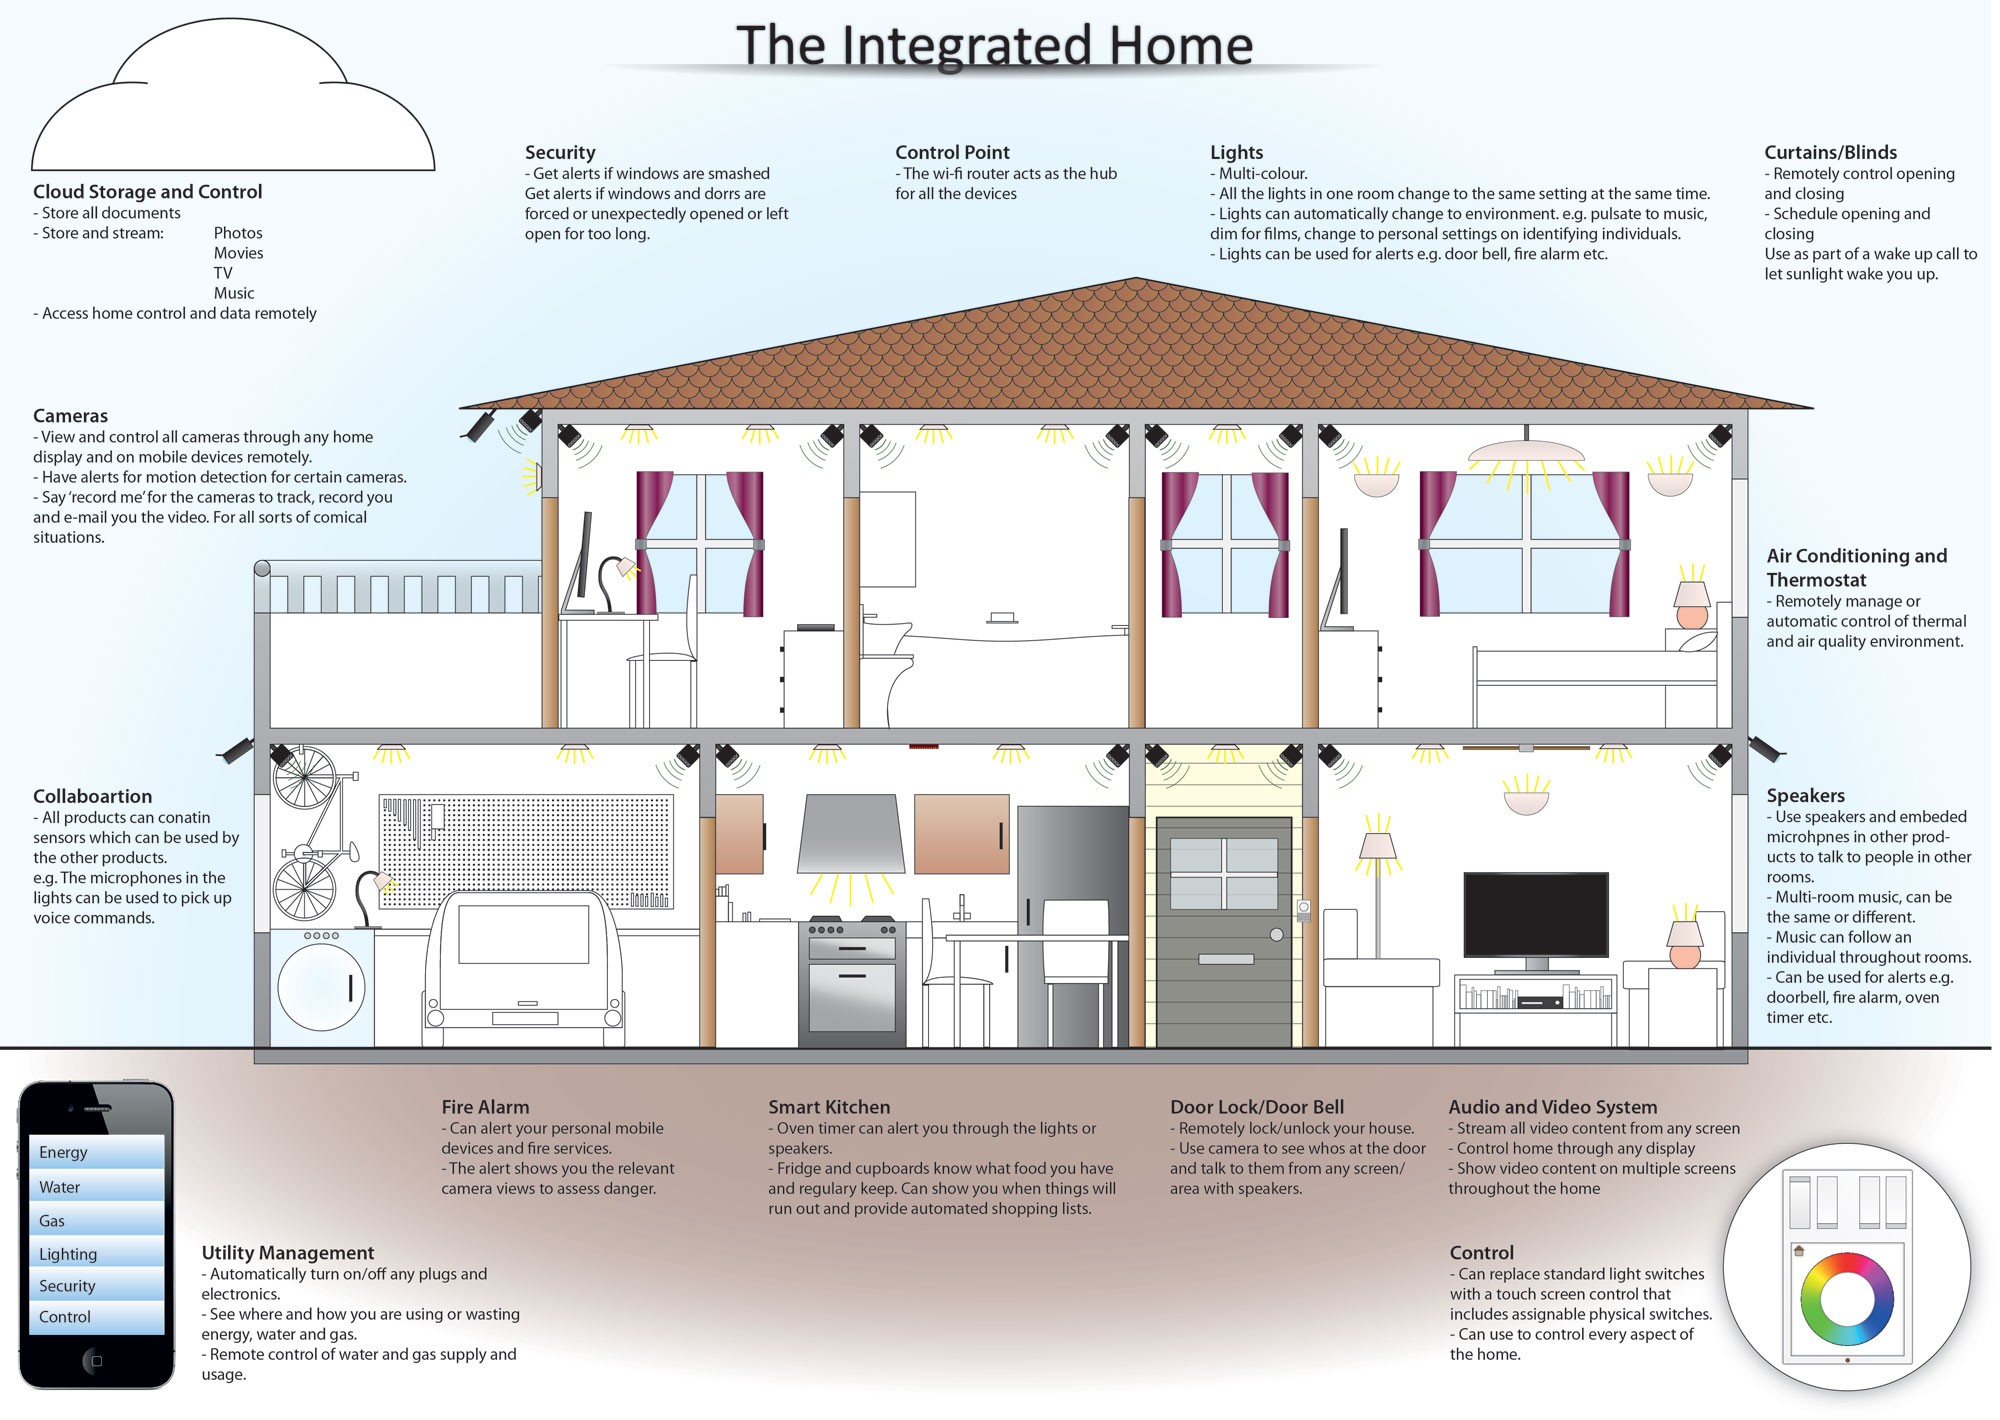 The Integrated Home
Cloud Storage and Control
- Store all documents
- Store and stream: Photos
Movies
TV
Music
- Access home control and data remotely
Security
- Get alerts if windows are smashed
Get alerts if windows and dorrs are
forced or unexpectedly opened or left
open for too long.
Control Point
- The wi-fi router acts as the hub
for all the devices
Lights
- Multi-colour.
- All the lights in one room change to the same setting at the same time.
- Lights can automatically change to environment. e.g. pulsate to music,
dim for films, change to personal settings on identifying individuals.
- Lights can be used for alerts e.g. door bell, fire alarm etc.
Curtains/Blinds
- Remotely control opening
and closing
- Schedule opening and
closing
Use as part of a wake up call to
let sunlight wake you up.
Cameras
- View and control all cameras through any home
display and on mobile devices remotely.
- Have alerts for motion detection for certain cameras.
- Say 'record me' for the cameras to track, record you
and e-mail you the video. For all sorts of comical
situations.
Air Conditioning and
Thermostat
- Remotely manage or
automatic control of thermal
and air quality environment.
Collaboartion
- All products can conatin
sensors which can be used by
the other products.
e.g. The microphones in the
lights can be used to pick up
voice commands.
Speakers
- Use speakers and embeded
microhpnes in other prod-
ucts to talk to people in other
rooms.
- Multi-room music, can be
the same or different.
- Music can follow an
individual throughout rooms.
- Can be used for alerts e.g.
doorbell, fire alarm, oven
timer etc.
Energy
Water
Gas
Lighting
Security
Control
Fire Alarm
- Can alert your personal mobile
devices and fire services.
- The alert shows you the relevant
camera views to assess danger.
Smart Kitchen
- Oven timer can alert you through the lights or
speakers.
- Fridge and cupboards know what food you have
and regulary keep. Can show you when things will
run out and provide automated shopping lists.
Door Lock/Door Bell
- Remotely lock/unlock your house.
- Use camera to see whos at the door
and talk to them from any screen/
area with speakers.
Audio and Video System
- Stream all video content from any screen
- Control home through any display
- Show video content on multiple screens
throughout the home
Utility Management
- Automatically turn on/off any plugs and
electronics.
- See where and how you are using or wasting
energy, water and gas.
- Remote control of water and gas supply and
usage.
Control
- Can replace standard light switches
with a touch screen control that
includes assignable physical switches.
- Can use to control every aspect of
the home.